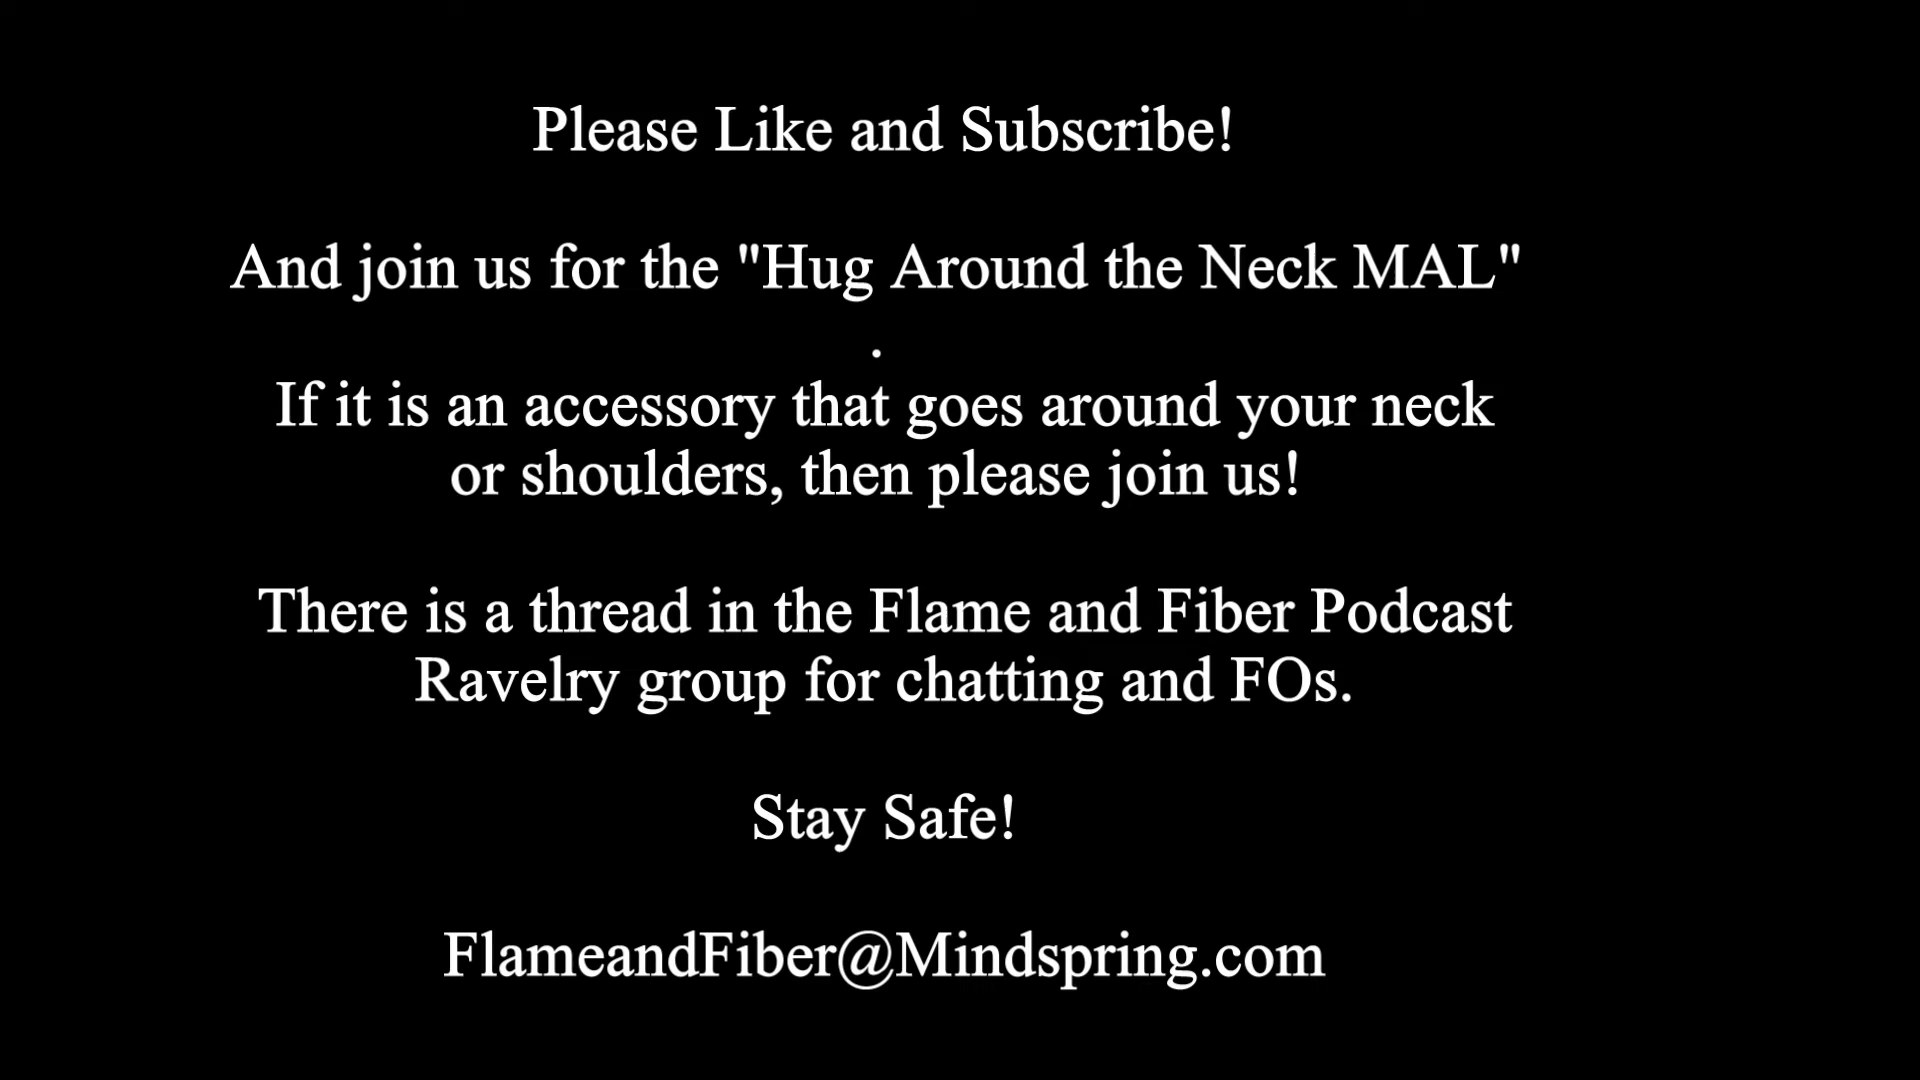 Please Like and Subscribe!
And join us for the "Hug Around the Neck MAL"
.
If it is an accessory that goes around your neck
or shoulders, then please join us!
There is a thread in the Flame and Fiber Podcast
Ravelry group for chatting and FOs.
Stay Safe!
FlameandFiber@Mindspring.com